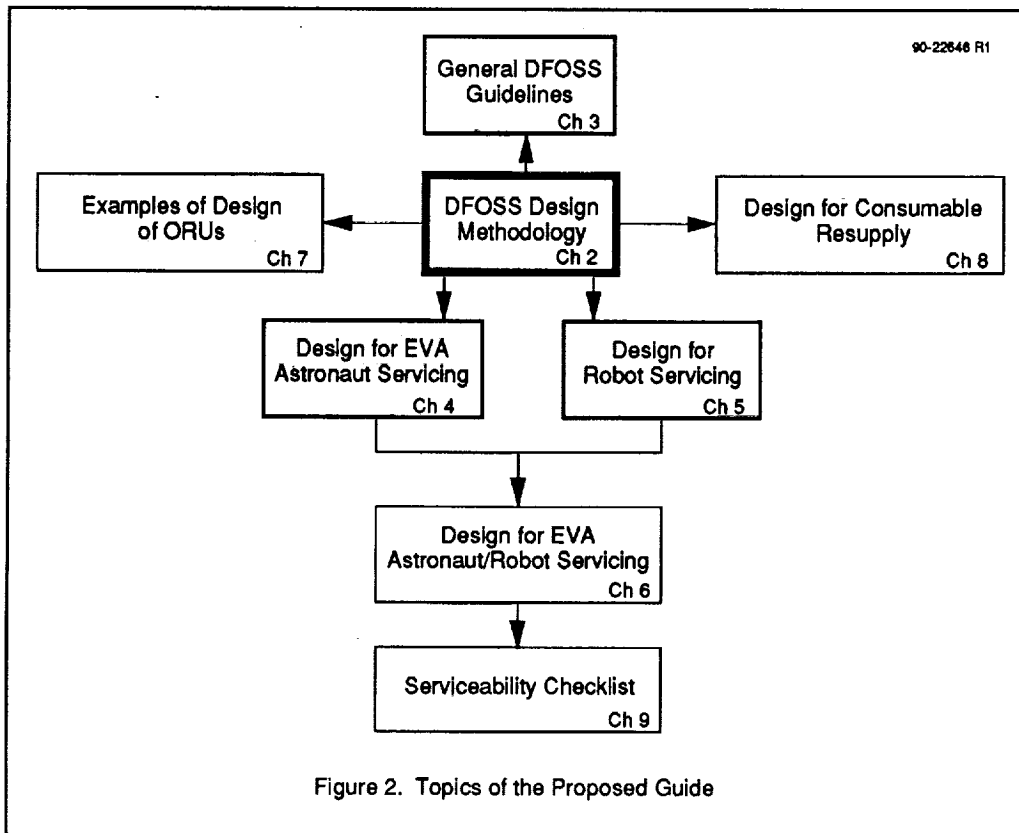 90-22646 R1
General DFOSS
Guidelines
Ch 3
Examples of Design
of ORUs
Ch 7
DFOSS Design
Methodology
Ch 2
Design for Consumable
Resupply
Ch 8
Design for EVA
Astronaut Servicing
Ch 4
Design for
Robot Servicing
Ch 5
Design for EVA
Astronaut/Robot Servicing
Ch 6
Serviceability Checklist
Ch 9
Figure 2. Topics of the Proposed Guide